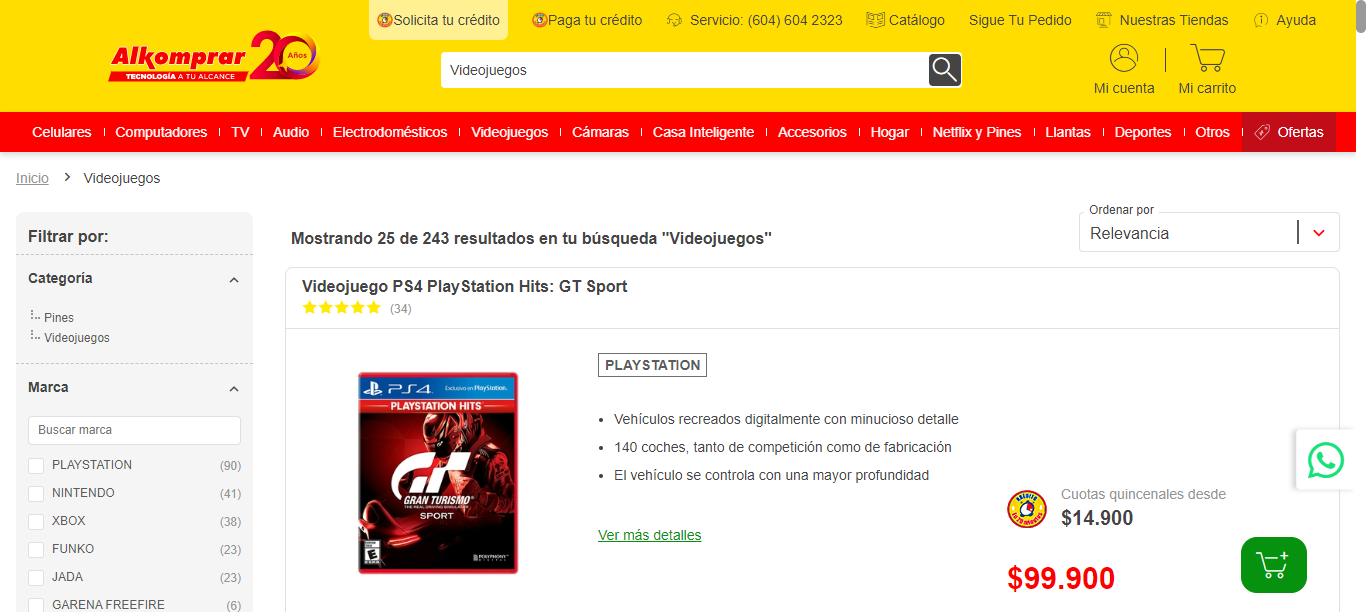 Solicita tu crédito
Paga tu crédito
Servicio: (604) 604 2323
Catálogo
Sigue Tu Pedido
Nuestras Tiendas
Ayuda
Alkomprar
TECNOLOGÍA A TU ALCANCE
20 Años
Videojuegos
Mi cuenta
Mi carrito
Celulares
Computadores
TV
Audio
Electrodomésticos
Videojuegos
Cámaras
Casa Inteligente
Accesorios
Hogar
Netflix y Pines
Llantas
Deportes
Otros
Ofertas
Inicio > Videojuegos
Filtrar por:
Categoría
Pines
Videojuegos
Marca
Buscar marca
PLAYSTATION (90)
NINTENDO (41)
XBOX (38)
FUNKO (23)
JADA (23)
GARENA FREEFIRE (6)
Mostrando 25 de 243 resultados en tu búsqueda "Videojuegos"
Ordenar por
Relevancia
Videojuego PS4 PlayStation Hits: GT Sport
(34)
PS4
Exclusivo en PlayStation.
PLAYSTATION HITS
GRAN TURISMO
THE REAL DRIVING SIMULATOR
SPORT
E
POLYPHONY
DIGITAL
PLAYSTATION
• Vehículos recreados digitalmente con minucioso detalle
• 140 coches, tanto de competición como de fabricación
• El vehículo se controla con una mayor profundidad
Ver más detalles
Cuotas quincenales desde
$14.900
$99.900